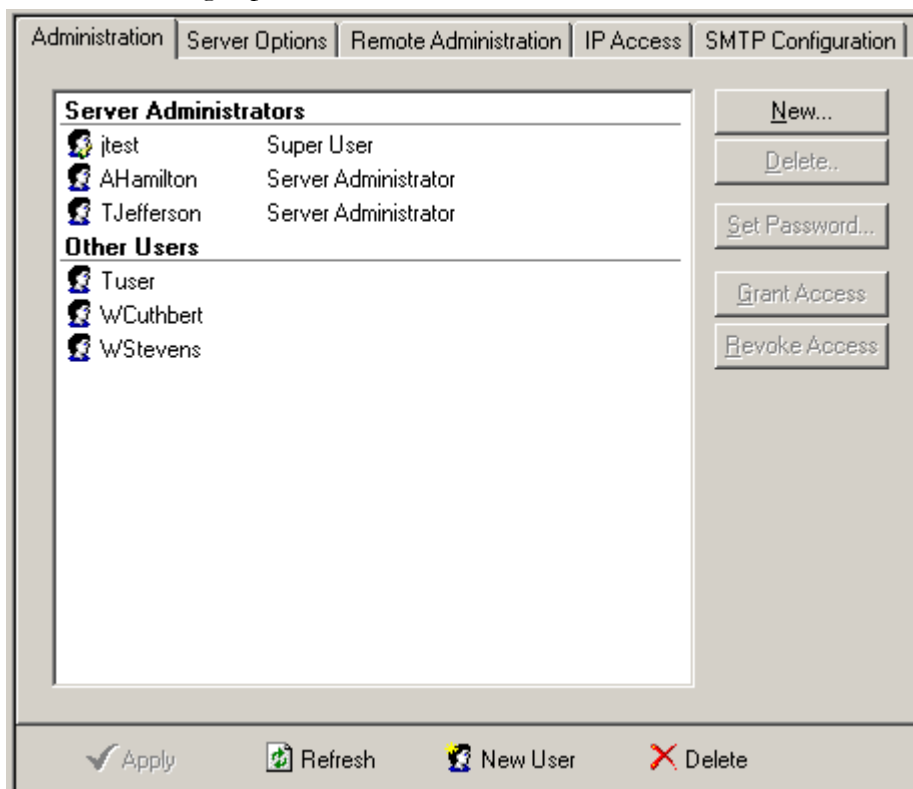 Administration Server Options Remote Administration IP Access SMTP Configuration
Server Administrators
jtest Super User
AHamilton Server Administrator
TJefferson Server Administrator
Other Users
Tuser
WCuthbert
WStevens
New...
Delete..
Set Password...
Grant Access
Revoke Access
Apply Refresh New User Delete